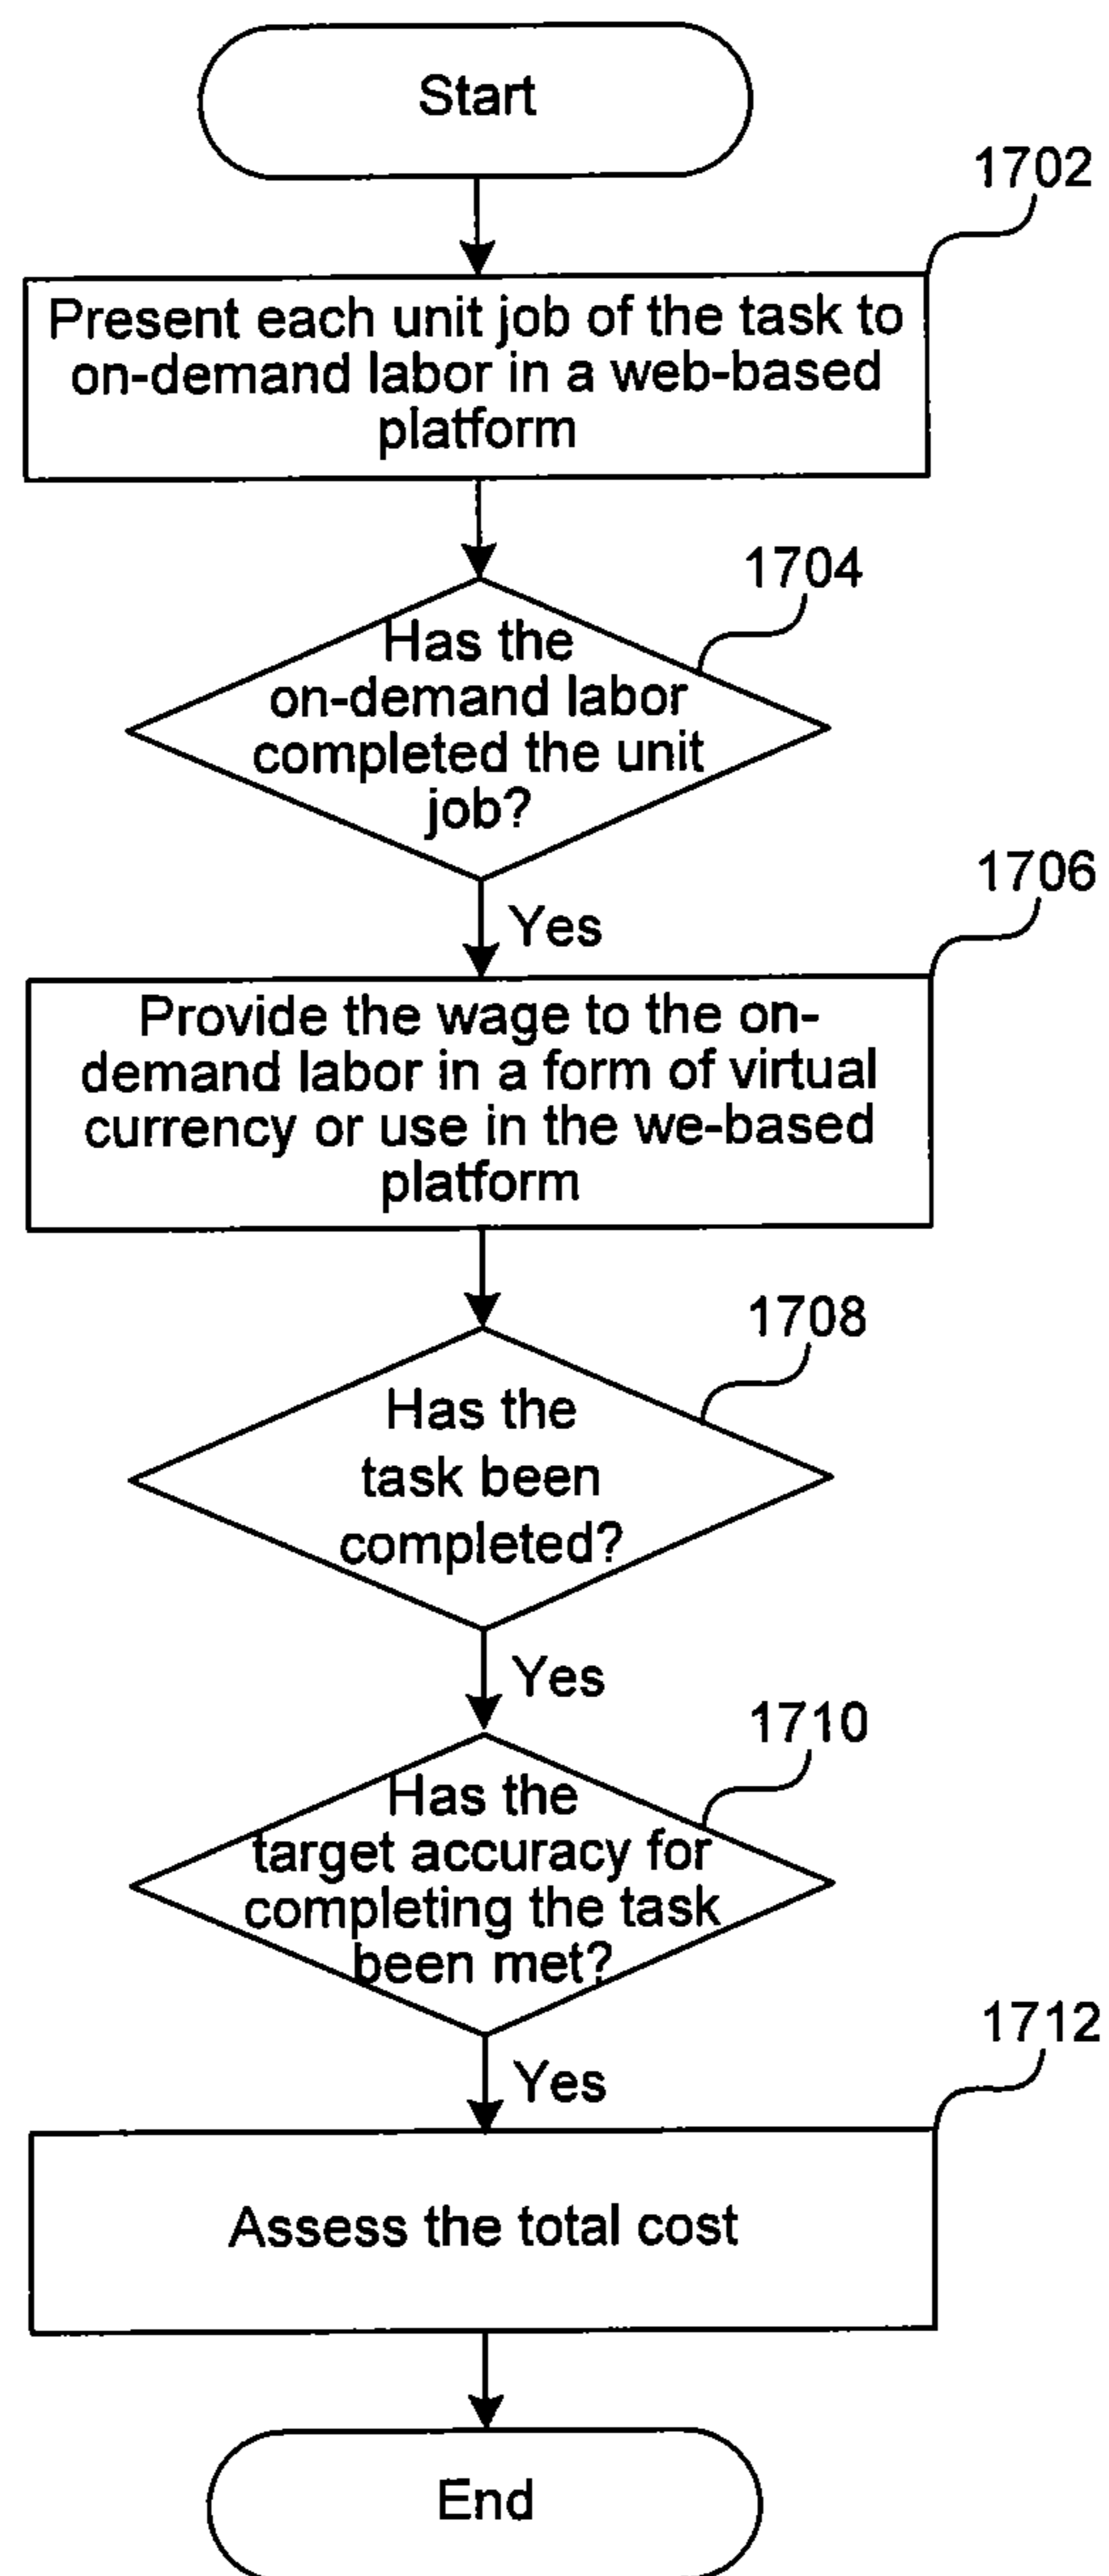 Start
1702
Present each unit job of the task to
on-demand labor in a web-based
platform
1704
Has the
on-demand labor
completed the unit
job?
Yes
1706
Provide the wage to the on-
demand labor in a form of virtual
currency or use in the we-based
platform
1708
Has the
task been
completed?
Yes
1710
Has the
target accuracy for
completing the task
been met?
Yes
1712
Assess the total cost
End